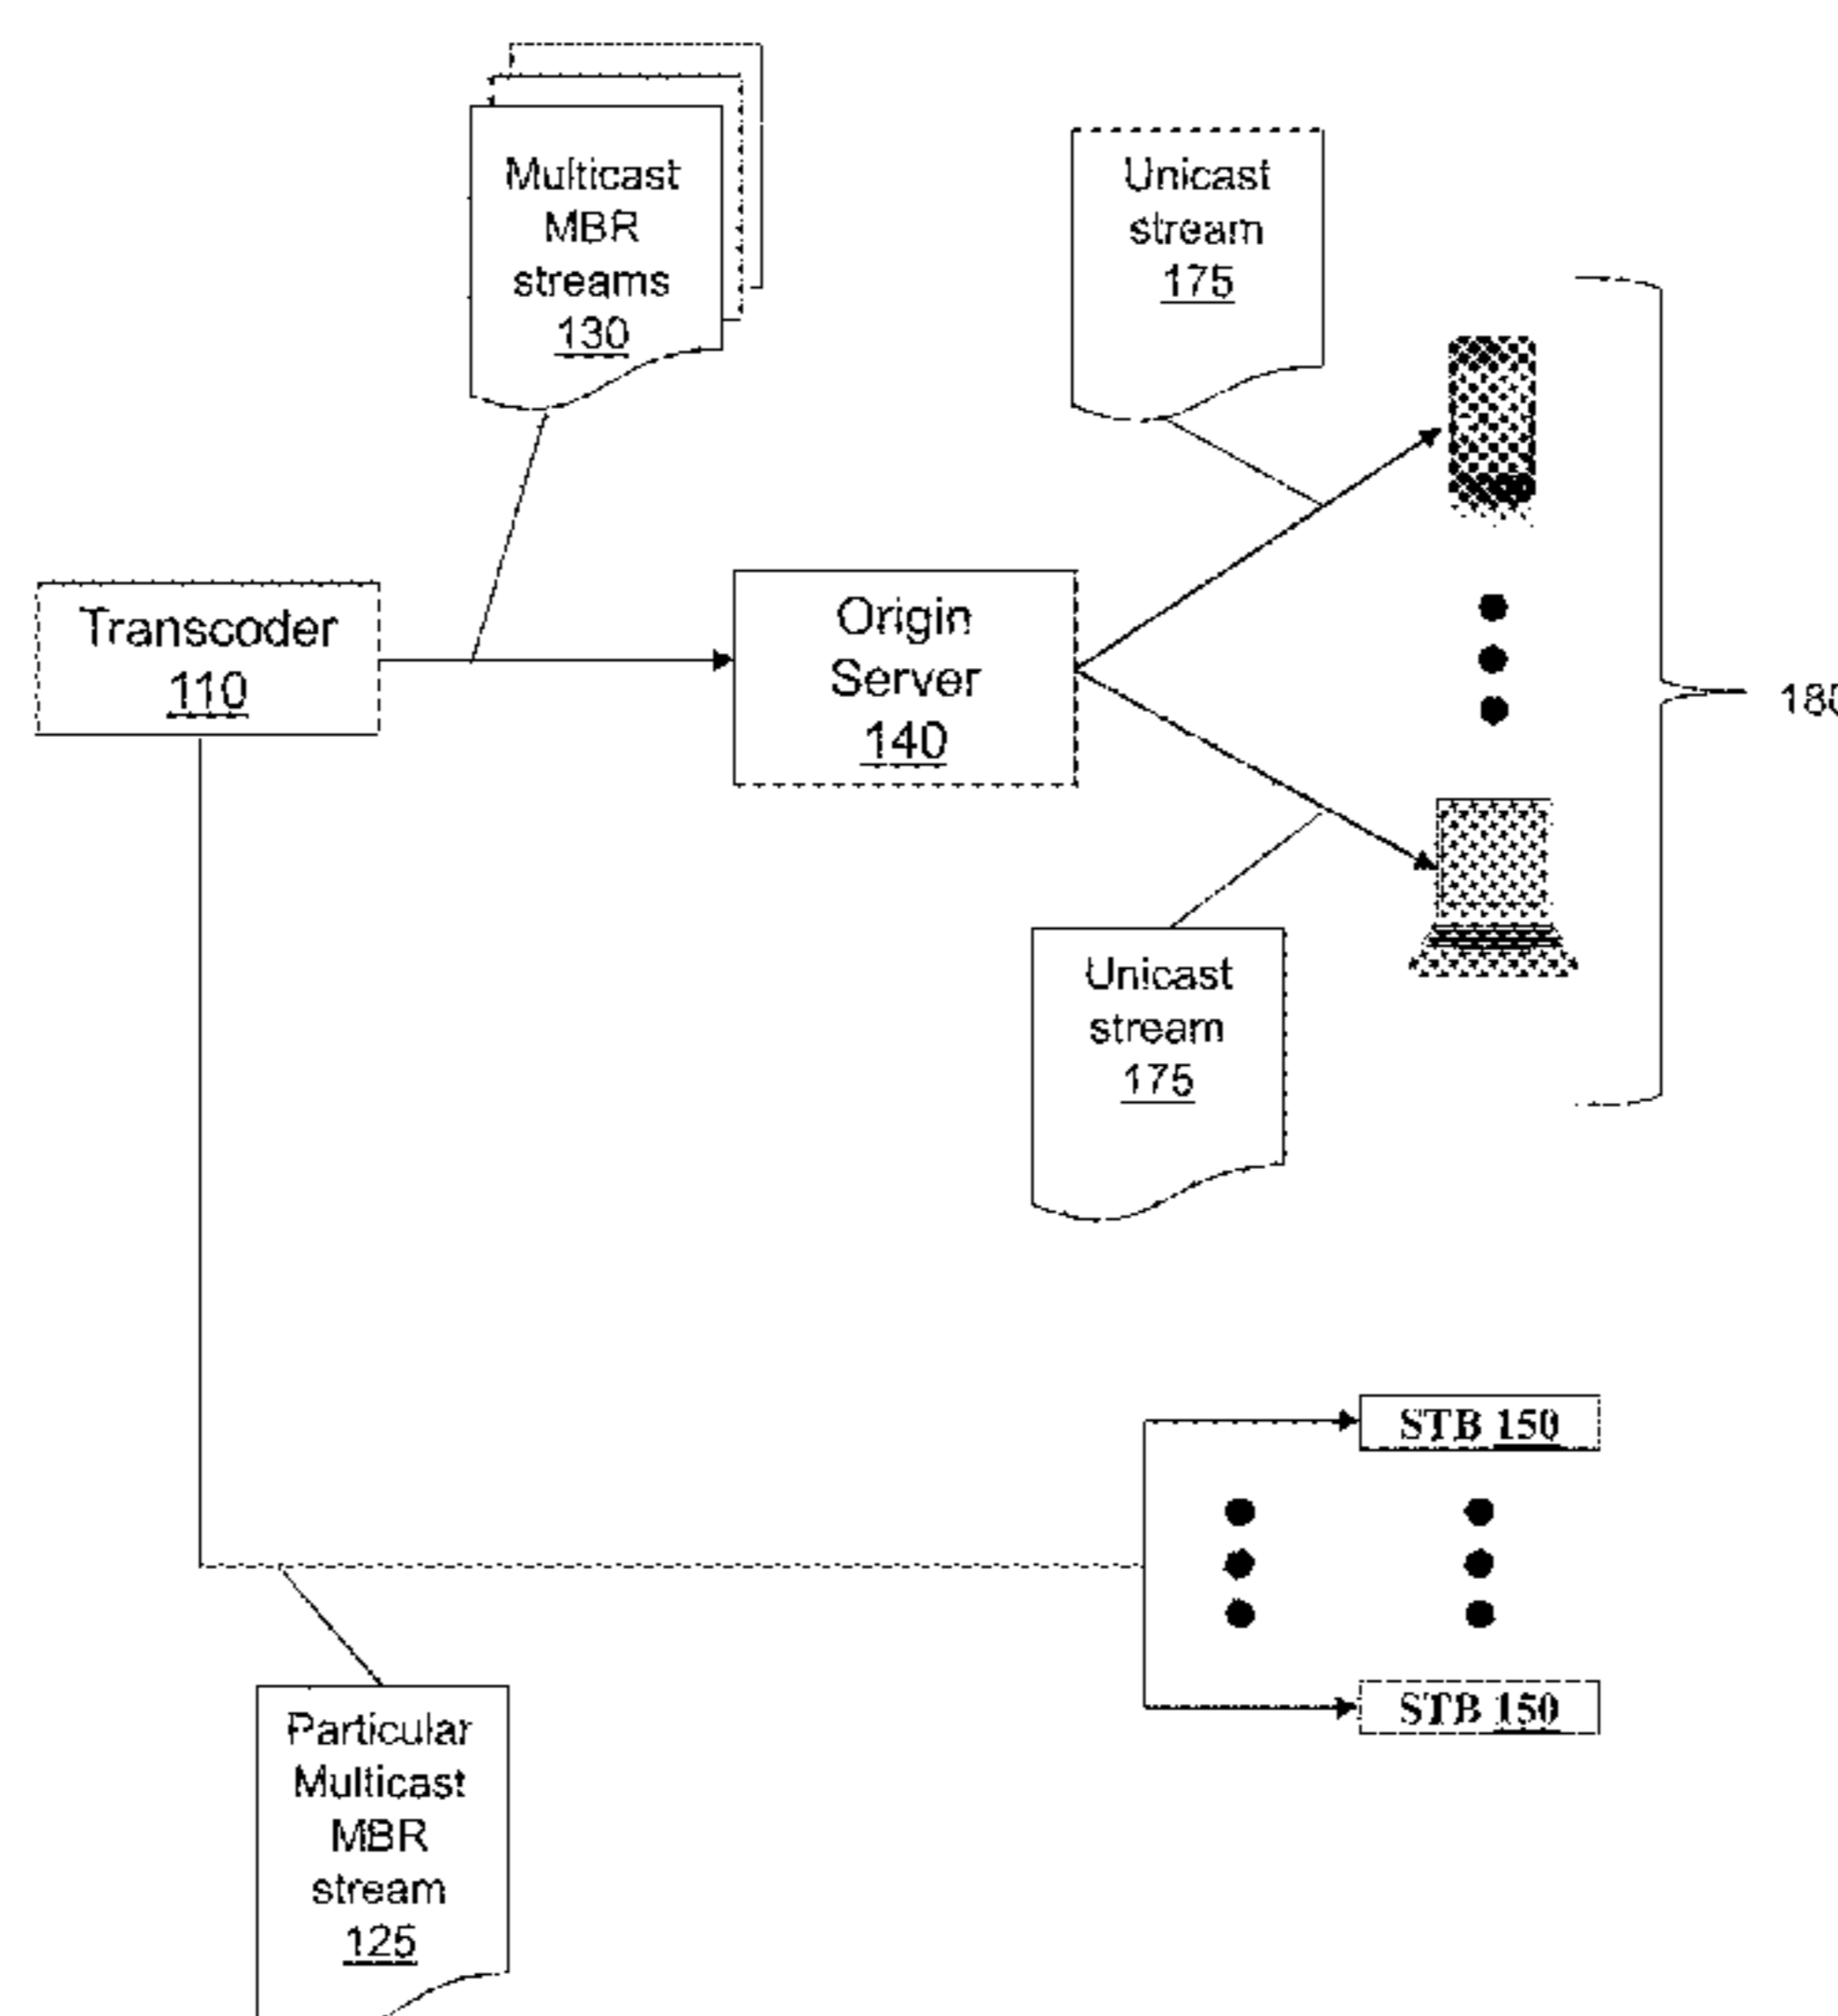 Multicast
MBR
streams
130
Unicast
stream
175
Transcoder
110
Origin
Server
140
180
Unicast
stream
175
STB 150
STB 150
Particular
Multicast
MBR
stream
125